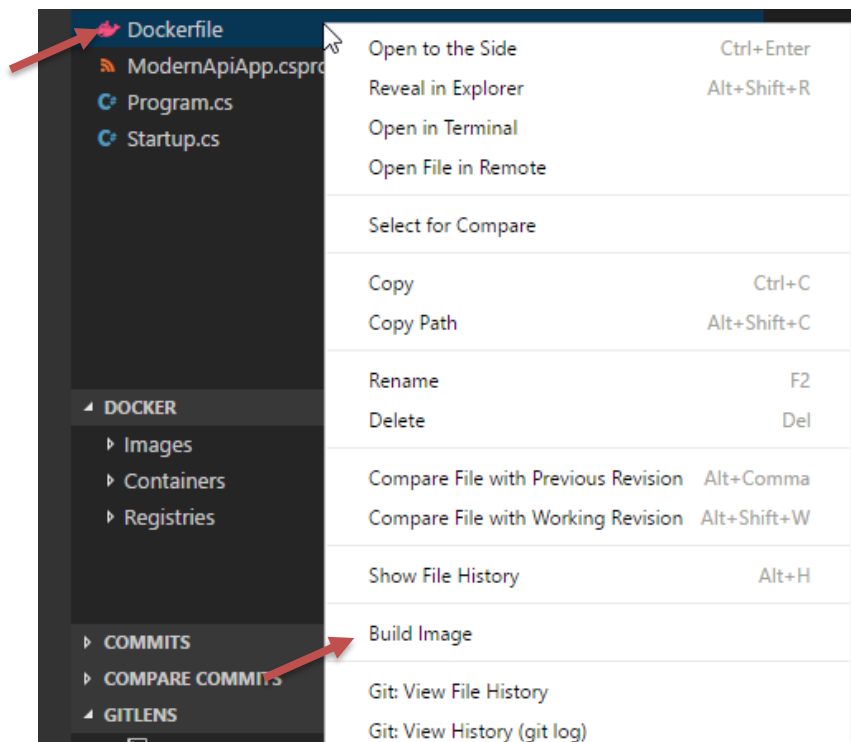 Dockerfile
ModernApiApp.cspro
C# Program.cs
C# Startup.cs
DOCKER
Images
Containers
Registries
COMMITS
COMPARE COMMITS
GITLENS
Open to the Side Ctrl+Enter
Reveal in Explorer Alt+Shift+R
Open in Terminal
Open File in Remote
Select for Compare
Copy Ctrl+C
Copy Path Alt+Shift+C
Rename F2
Delete Del
Compare File with Previous Revision Alt+Comma
Compare File with Working Revision Alt+Shift+W
Show File History Alt+H
Build Image
Git: View File History
Git: View History (git log)